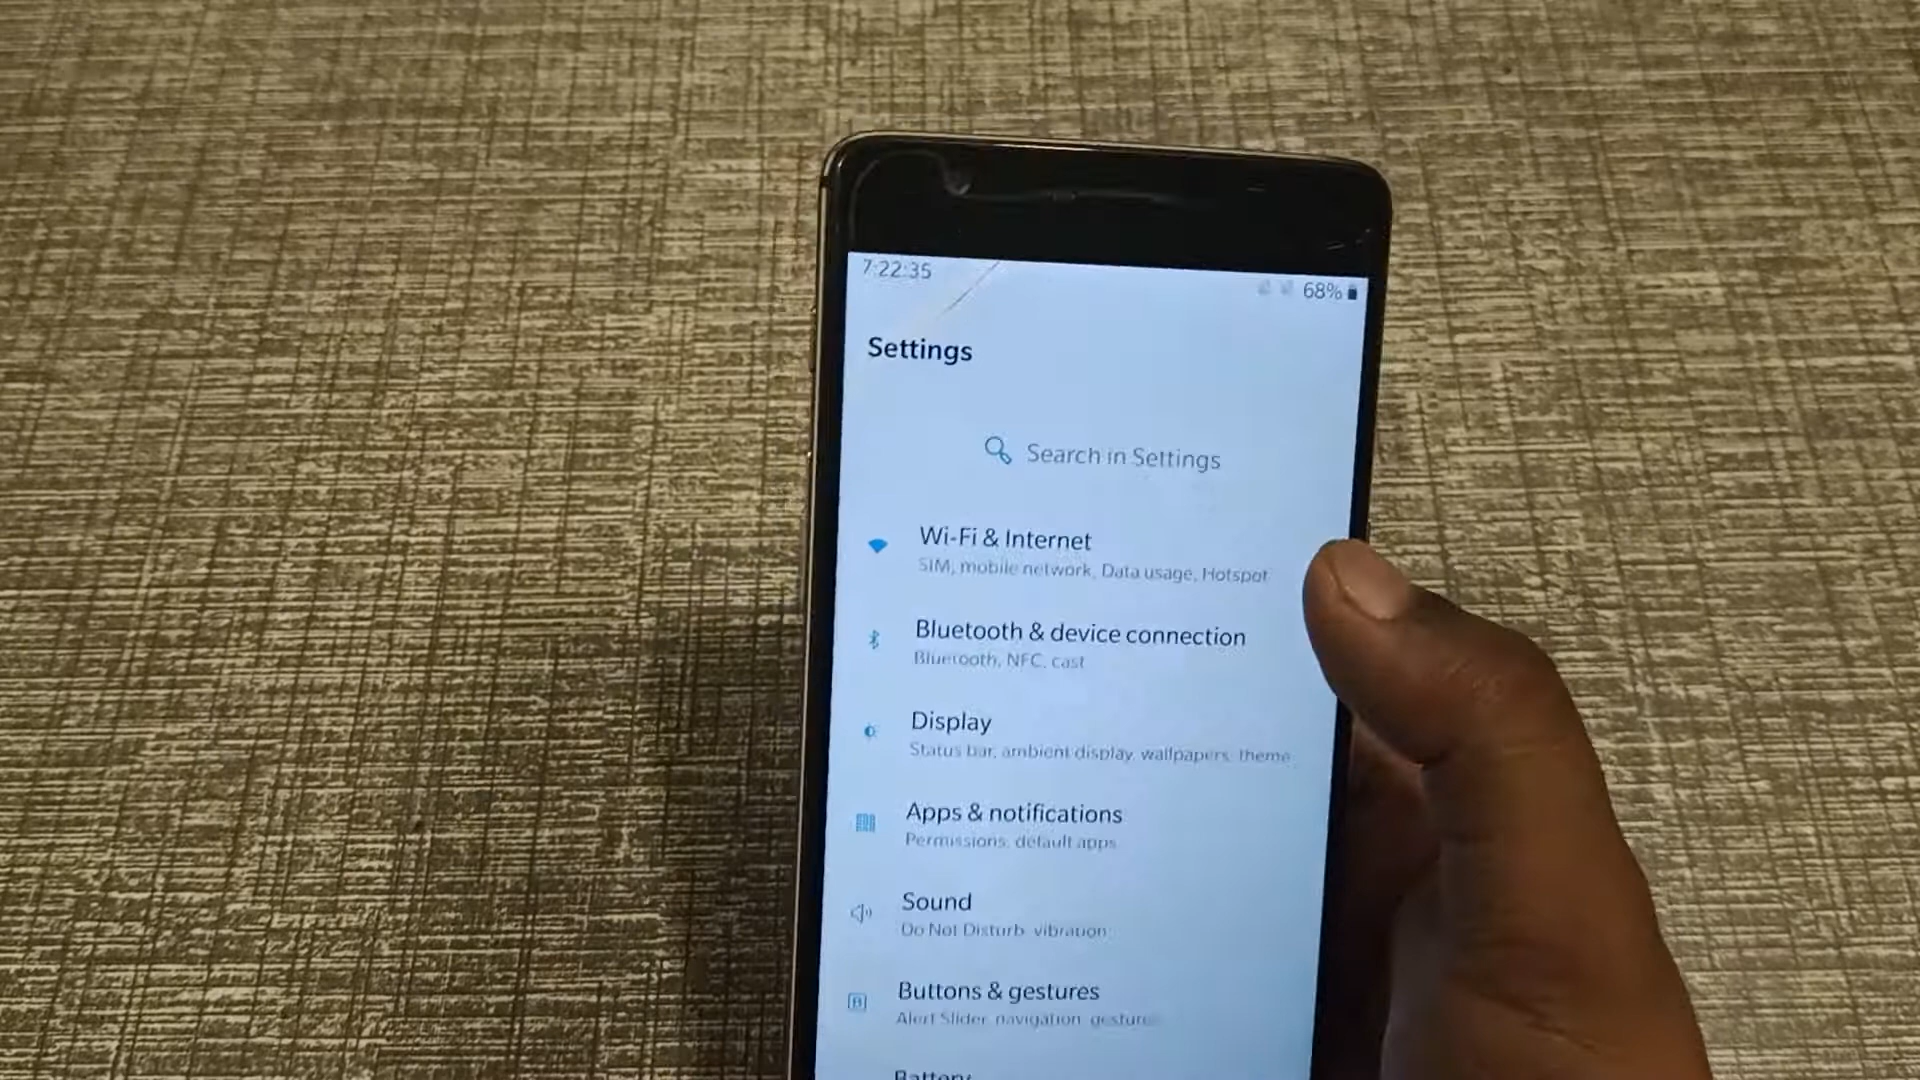 7:22:35
68%
Settings
Search in Settings
Wi-Fi & Internet
SIM, mobile network, Data usage, Hotspot
Bluetooth & device connection
Bluetooth, NFC, cast
Display
Status bar, ambient display, wallpapers, theme
Apps & notifications
Permissions, default apps
Sound
Do Not Disturb, vibration
Buttons & gestures
Alert Slider, navigation, gesture
Battery